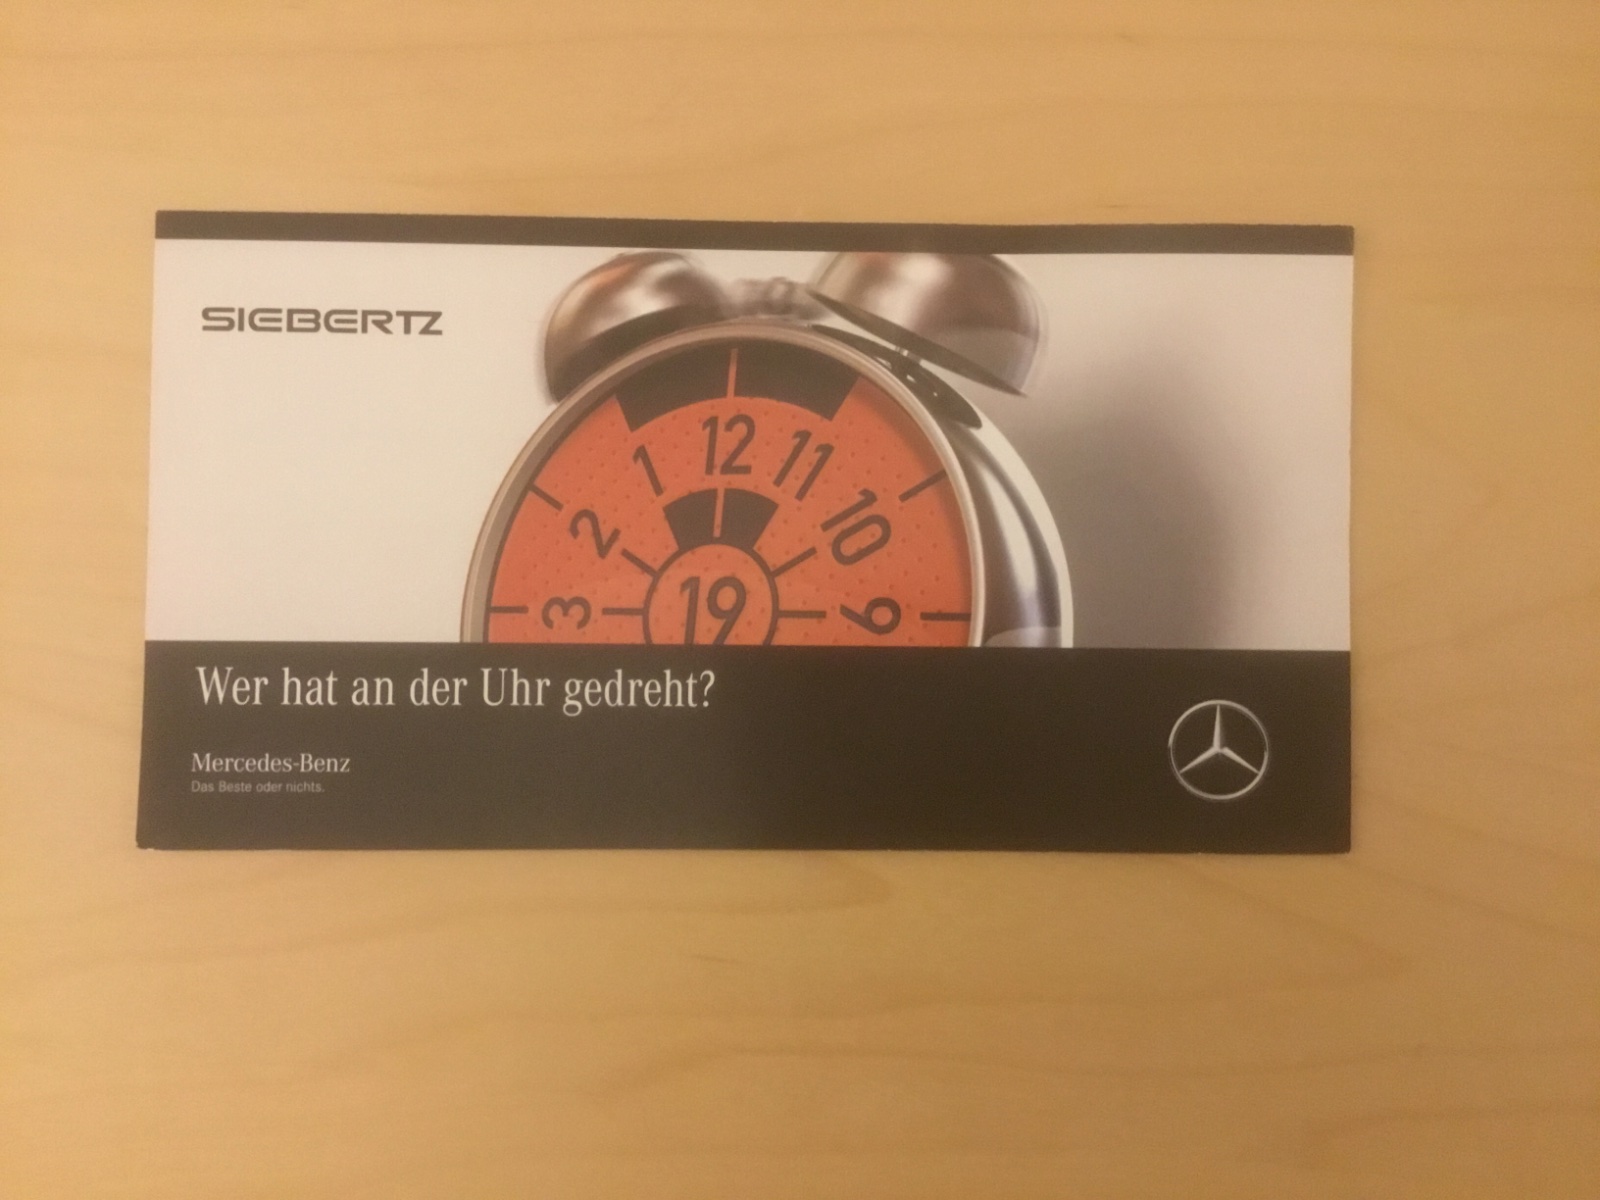 SIEBERTZ
12
1 11
2 10
19
3 9
Wer hat an der Uhr gedreht?
Mercedes-Benz
Das Beste oder nichts.